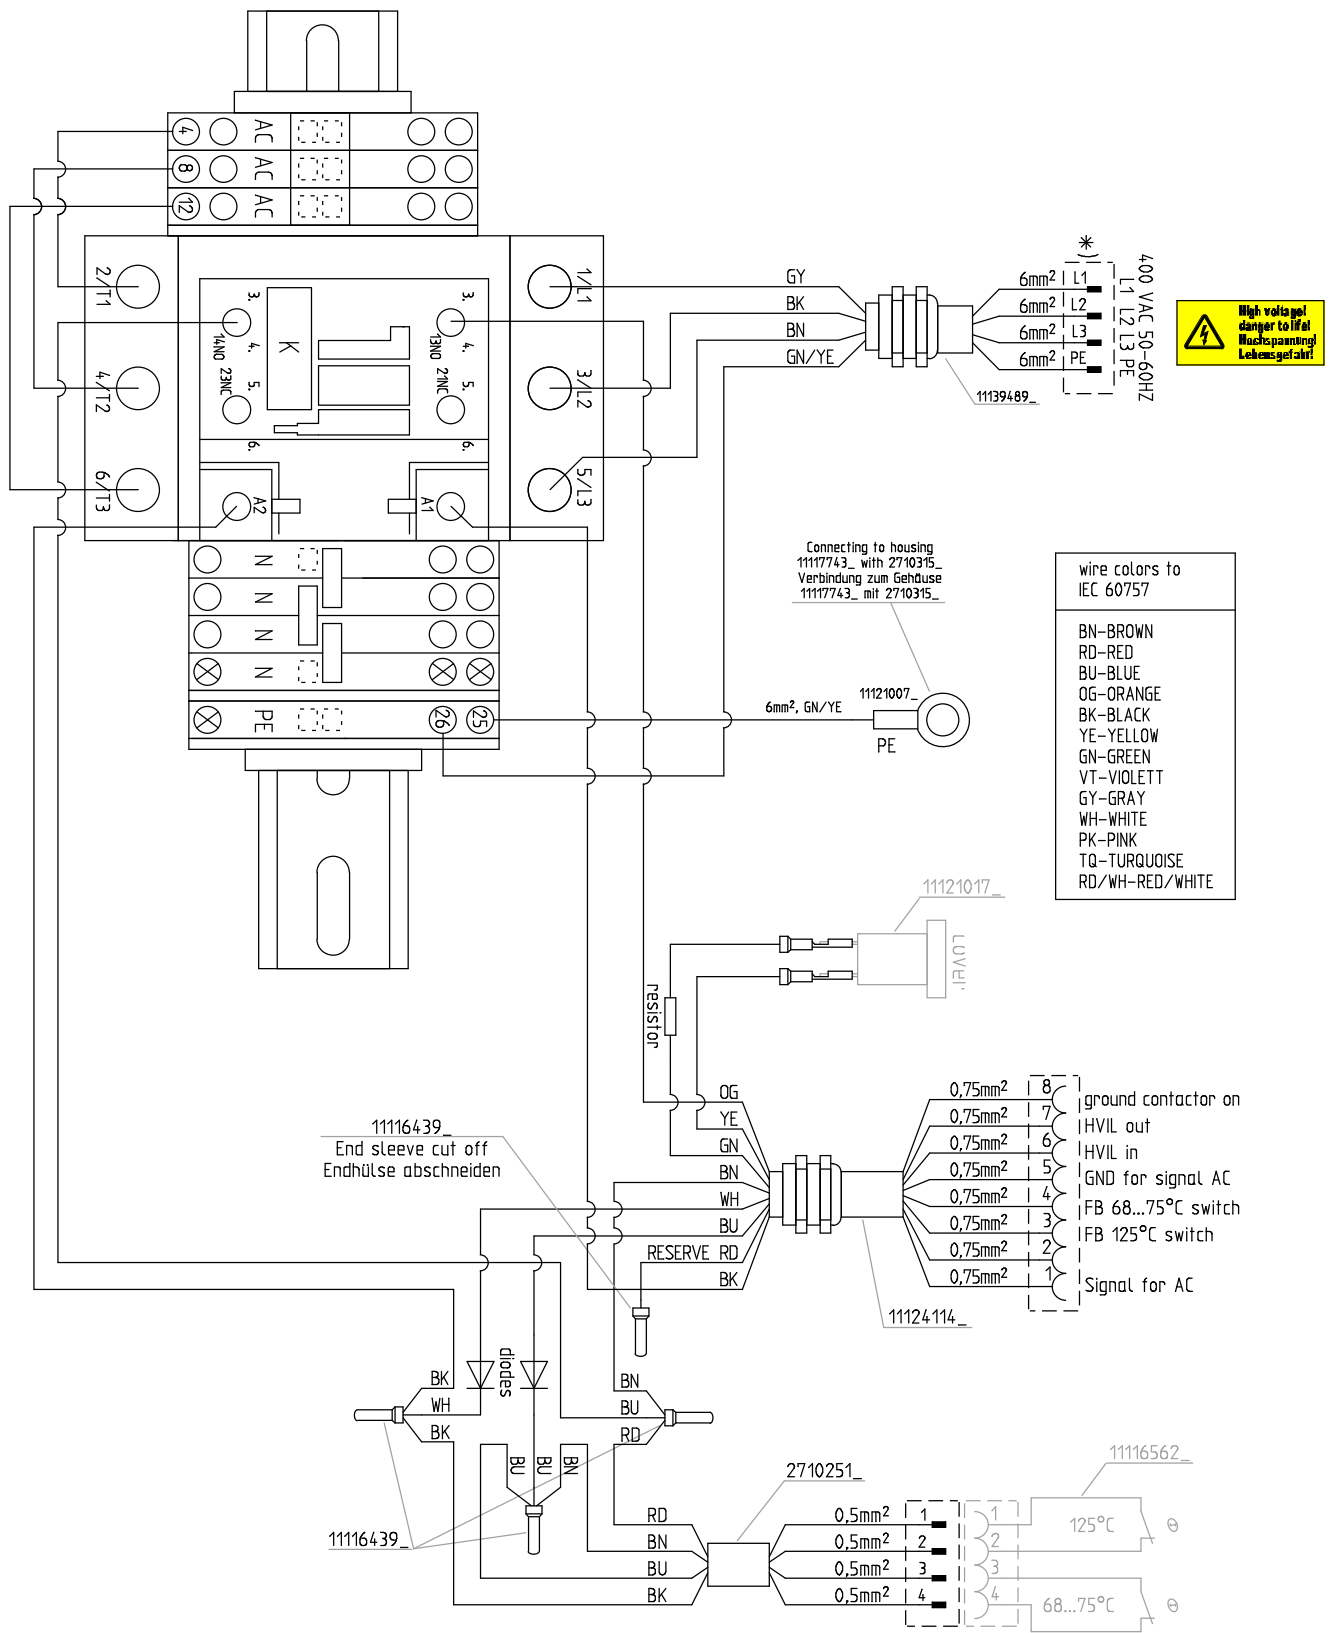 4 AC
8 AC
12 AC
2/T1
4/T2
6/T3
3.
14NO
4.
23NC
5.
6.
K
3.
4.
13NO
21NC
5.
6.
A2
A1
1/L1
3/L2
5/L3
GY
BK
BN
GN/YE
*)
6mm² L1
6mm² L2
6mm² L3
6mm² PE
400 VAC 50-60HZ
L1 L2 L3 PE
11139489_
High voltage!
danger to life!
Hochspannung!
Lebensgefahr!
N
N
N
N
PE 26 25
Connecting to housing
11117743_ with 2710315_
Verbindung zum Gehäuse
11117743_ mit 2710315_
11121007_
6mm², GN/YE
PE
wire colors to
IEC 60757
BN-BROWN
RD-RED
BU-BLUE
OG-ORANGE
BK-BLACK
YE-YELLOW
GN-GREEN
VT-VIOLETT
GY-GRAY
WH-WHITE
PK-PINK
TQ-TURQUOISE
RD/WH-RED/WHITE
11121017_
resistor
OG
YE
GN
BN
WH
BU
RESERVE RD
BK
0,75mm² 8 ground contactor on
0,75mm² 7 HVIL out
0,75mm² 6 HVIL in
0,75mm² 5 GND for signal AC
0,75mm² 4 FB 68...75°C switch
0,75mm² 3 FB 125°C switch
0,75mm² 2
0,75mm² 1 Signal for AC
11124114_
11116439_
End sleeve cut off
Endhülse abschneiden
diodes
BK
WH
BK
BN
BU
RD
BU
BU
BN
11116439_
2710251_
RD
BN
BU
BK
0,5mm² 1
0,5mm² 2
0,5mm² 3
0,5mm² 4
11116562_
1
2
3
4
125°C ϴ
68...75°C ϴ